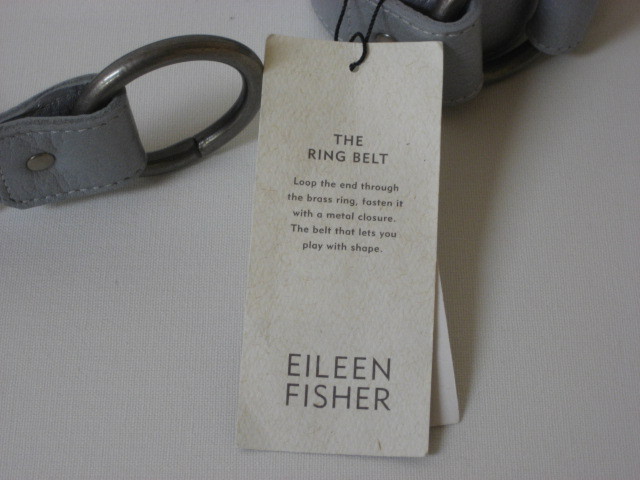 THE
RING BELT
Loop the end through
the brass ring, fasten it
with a metal closure.
The belt that lets you
play with shape.
EILEEN
FISHER